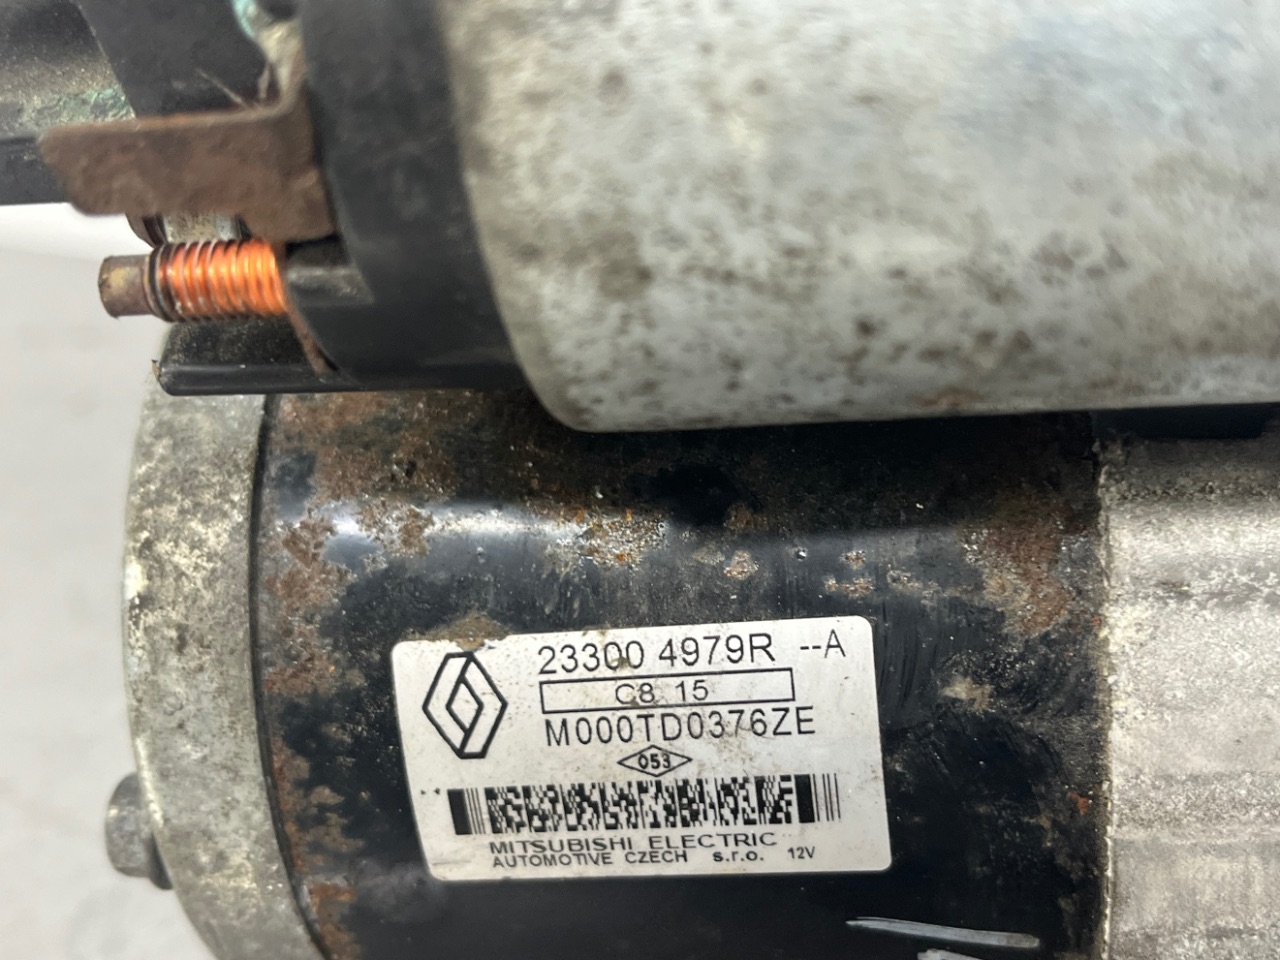 23300 4979R --A
C8 15
M000TD0376ZE
053
MITSUBISHI ELECTRIC
AUTOMOTIVE CZECH s.r.o. 12V